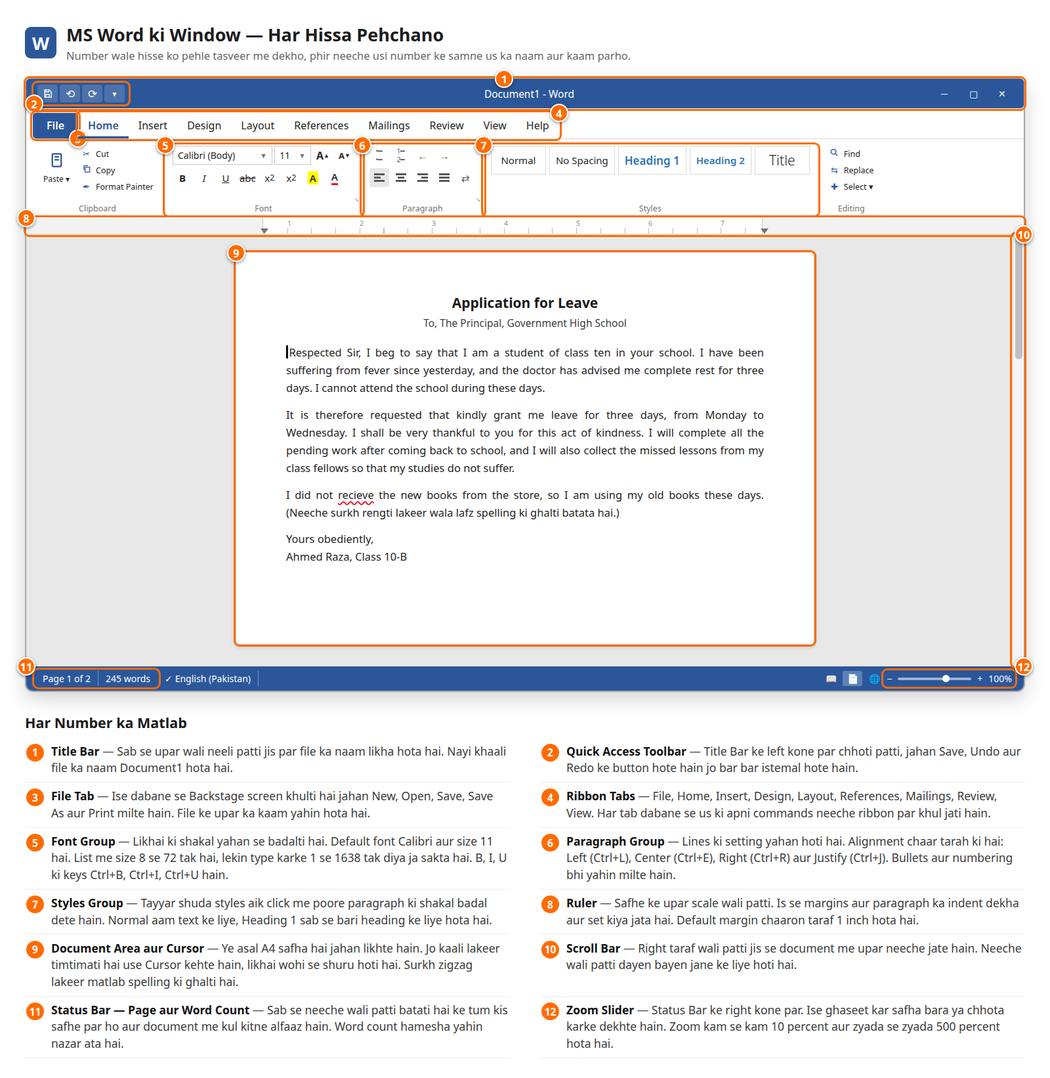 W
MS Word ki Window — Har Hissa Pehchano
Number wale hisse ko pehle tasveer me dekho, phir neeche usi number ke samne us ka naam aur kaam parho.
1
Document1 - Word
2
4
File Home Insert Design Layout References Mailings Review View Help
3
5 6 7
Paste ▾
Cut
Copy
Format Painter
Clipboard
Calibri (Body) ▾ 11 ▾ A▲ A▼
B I U abc x2 x2 A A
Font
Paragraph
Normal No Spacing Heading 1 Heading 2 Title
Styles
Find
Replace
Select ▾
Editing
8
1 2 3 4 5 6 7
10
9
Application for Leave
To, The Principal, Government High School
Respected Sir, I beg to say that I am a student of class ten in your school. I have been
suffering from fever since yesterday, and the doctor has advised me complete rest for three
days. I cannot attend the school during these days.
It is therefore requested that kindly grant me leave for three days, from Monday to
Wednesday. I shall be very thankful to you for this act of kindness. I will complete all the
pending work after coming back to school, and I will also collect the missed lessons from my
class fellows so that my studies do not suffer.
I did not recieve the new books from the store, so I am using my old books these days.
(Neeche surkh rengti lakeer wala lafz spelling ki ghalti batata hai.)
Yours obediently,
Ahmed Raza, Class 10-B
11
12
Page 1 of 2 245 words ✓ English (Pakistan) − + 100%
Har Number ka Matlab
1 Title Bar — Sab se upar wali neeli patti jis par file ka naam likha hota hai. Nayi khaali
file ka naam Document1 hota hai.
2 Quick Access Toolbar — Title Bar ke left kone par chhoti patti, jahan Save, Undo aur
Redo ke button hote hain jo bar bar istemal hote hain.
3 File Tab — Ise dabane se Backstage screen khulti hai jahan New, Open, Save, Save
As aur Print milte hain. File ke upar ka kaam yahin hota hai.
4 Ribbon Tabs — File, Home, Insert, Design, Layout, References, Mailings, Review,
View. Har tab dabane se us ki apni commands neeche ribbon par khul jati hain.
5 Font Group — Likhai ki shakal yahan se badalti hai. Default font Calibri aur size 11
hai. List me size 8 se 72 tak hai, lekin type karke 1 se 1638 tak diya ja sakta hai. B, I, U
ki keys Ctrl+B, Ctrl+I, Ctrl+U hain.
6 Paragraph Group — Lines ki setting yahan hoti hai. Alignment chaar tarah ki hai:
Left (Ctrl+L), Center (Ctrl+E), Right (Ctrl+R) aur Justify (Ctrl+J). Bullets aur numbering
bhi yahin milte hain.
7 Styles Group — Tayyar shuda styles aik click me poore paragraph ki shakal badal
dete hain. Normal aam text ke liye, Heading 1 sab se bari heading ke liye hota hai.
8 Ruler — Safhe ke upar scale wali patti. Is se margins aur paragraph ka indent dekha
aur set kiya jata hai. Default margin chaaron taraf 1 inch hota hai.
9 Document Area aur Cursor — Ye asal A4 safha hai jahan likhte hain. Jo kaali lakeer
timtimati hai use Cursor kehte hain, likhai wohi se shuru hoti hai. Surkh zigzag
lakeer matlab spelling ki ghalti hai.
10 Scroll Bar — Right taraf wali patti jis se document me upar neeche jate hain. Neeche
wali patti dayen bayen jane ke liye hoti hai.
11 Status Bar — Page aur Word Count — Sab se neeche wali patti batati hai ke tum kis
safhe par ho aur document me kul kitne alfaaz hain. Word count hamesha yahin
nazar ata hai.
12 Zoom Slider — Status Bar ke right kone par. Ise ghaseet kar safha bara ya chhota
karke dekhte hain. Zoom kam se kam 10 percent aur zyada se zyada 500 percent
hota hai.